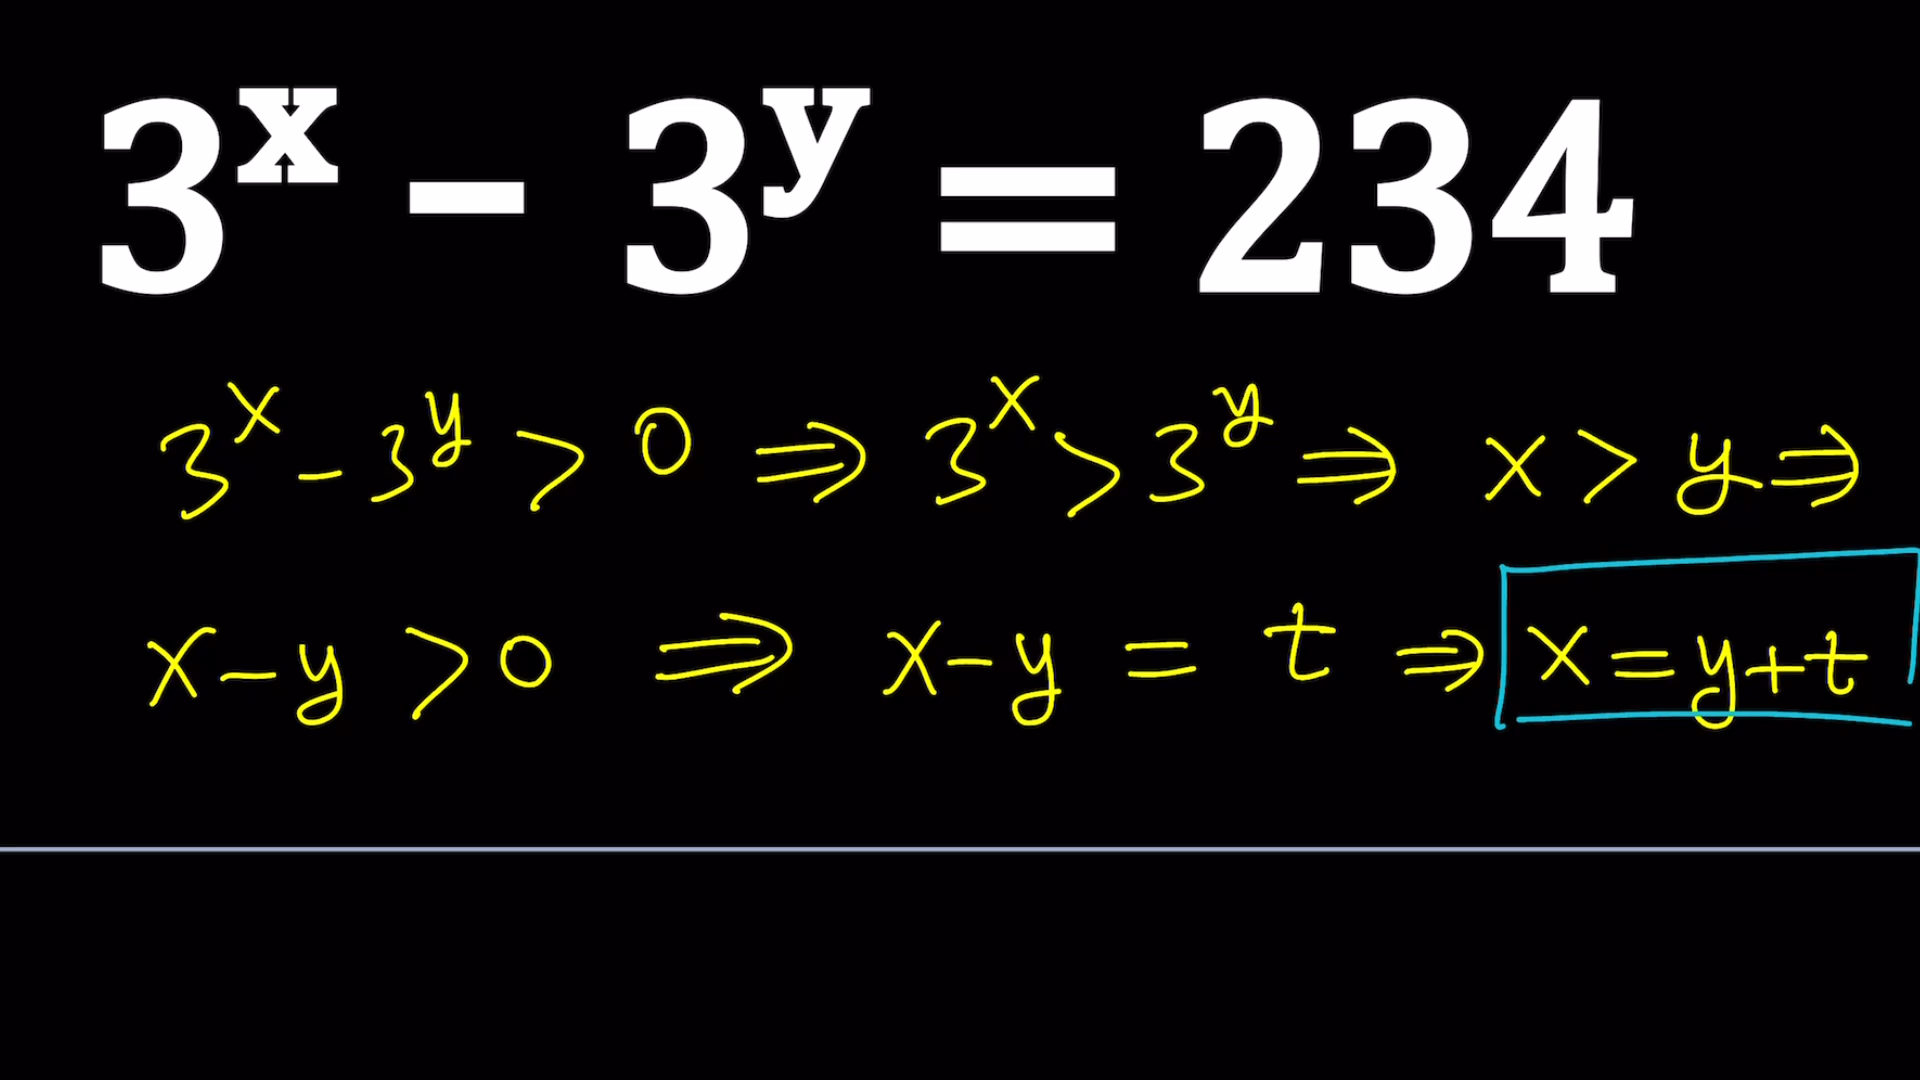 3^x - 3^y = 234
3^x - 3^y > 0 ⇒ 3^x > 3^y ⇒ x > y ⇒
x - y > 0 ⇒ x - y = t ⇒ x = y + t